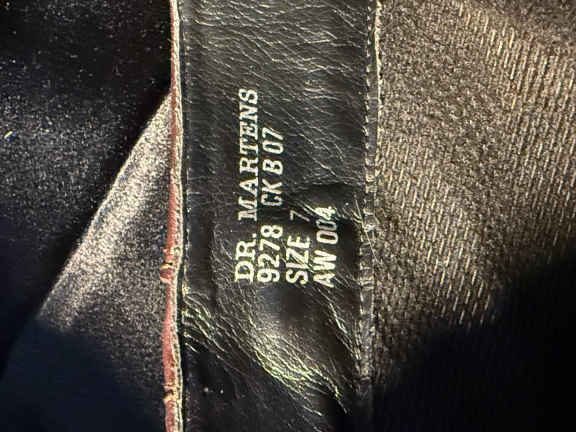 DR. MARTENS
9278 CK B 07
SIZE 7
AW 004